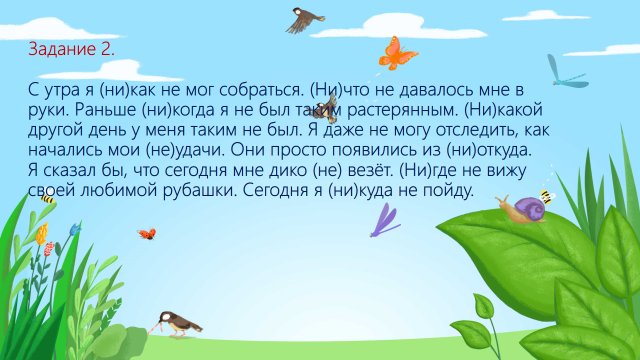 Задание 2.
С утра я (ни)как не мог собраться. (Ни)что не давалось мне в
руки. Раньше (ни)когда я не был таким растерянным. (Ни)какой
другой день у меня таким не был. Я даже не могу отследить, как
начались мои (не)удачи. Они просто появились из (ни)откуда.
Я сказал бы, что сегодня мне дико (не) везёт. (Ни)где не вижу
своей любимой рубашки. Сегодня я (ни)куда не пойду.